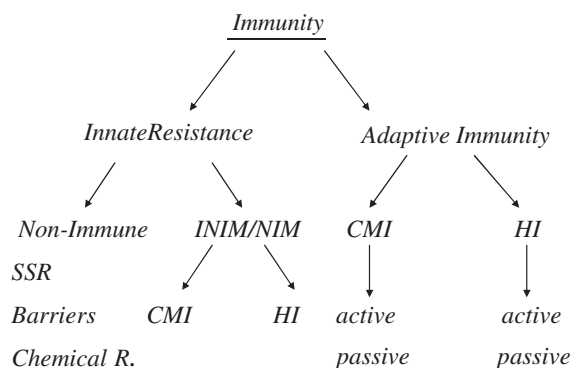 Immunity
InnateResistance Adaptive Immunity
Non-Immune INIM/NIM CMI HI
SSR
Barriers CMI HI active active
Chemical R. passive passive